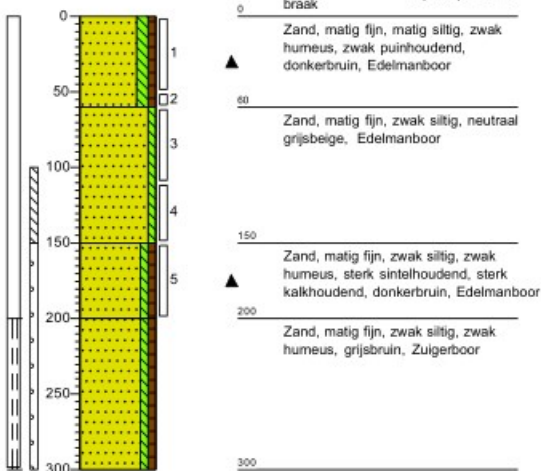 braak
0
0
Zand, matig fijn, matig siltig, zwak
humeus, zwak puinhoudend,
donkerbruin, Edelmanboor
1
50
2
60
Zand, matig fijn, zwak siltig, neutraal
grijsbeige, Edelmanboor
3
100
4
150
150
Zand, matig fijn, zwak siltig, zwak
humeus, sterk sintelhoudend, sterk
kalkhoudend, donkerbruin, Edelmanboor
5
200
200
Zand, matig fijn, zwak siltig, zwak
humeus, grijsbruin, Zuigerboor
250
300
300